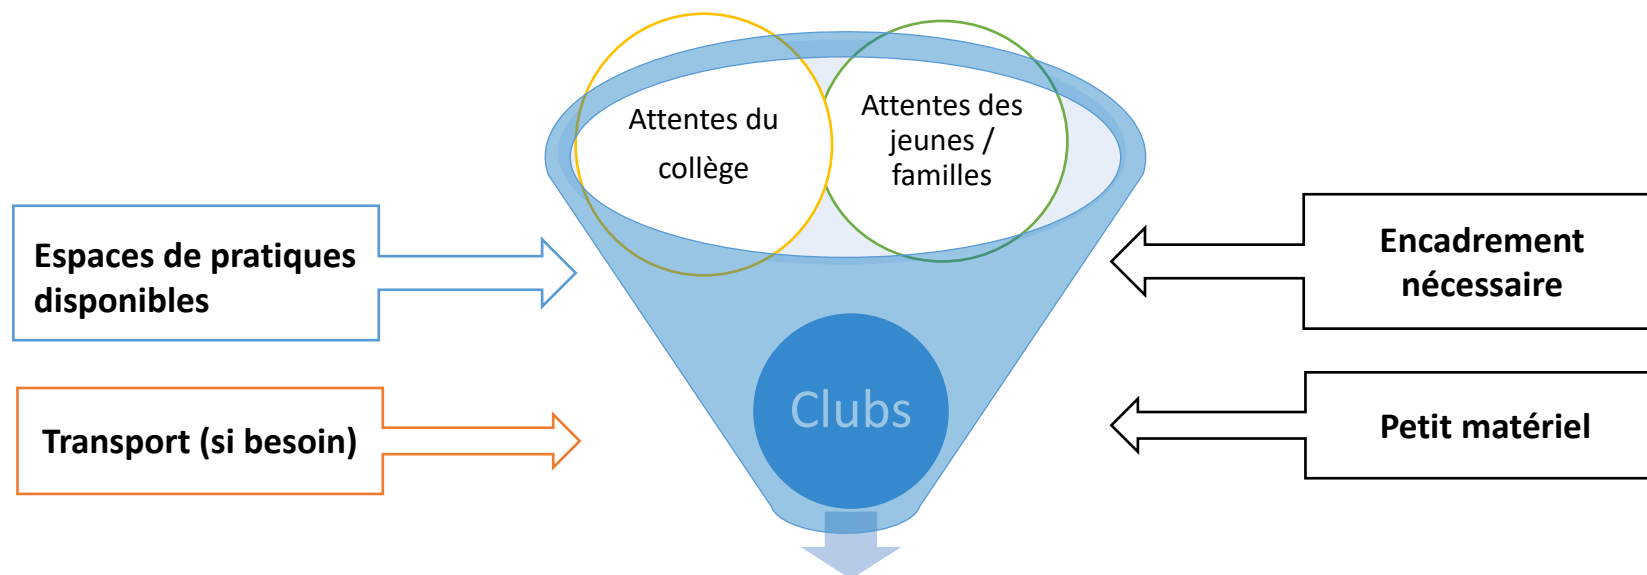 Attentes du
collège
Attentes des
jeunes /
familles
Espaces de pratiques
disponibles
Encadrement
nécessaire
Clubs
Transport (si besoin)
Petit matériel